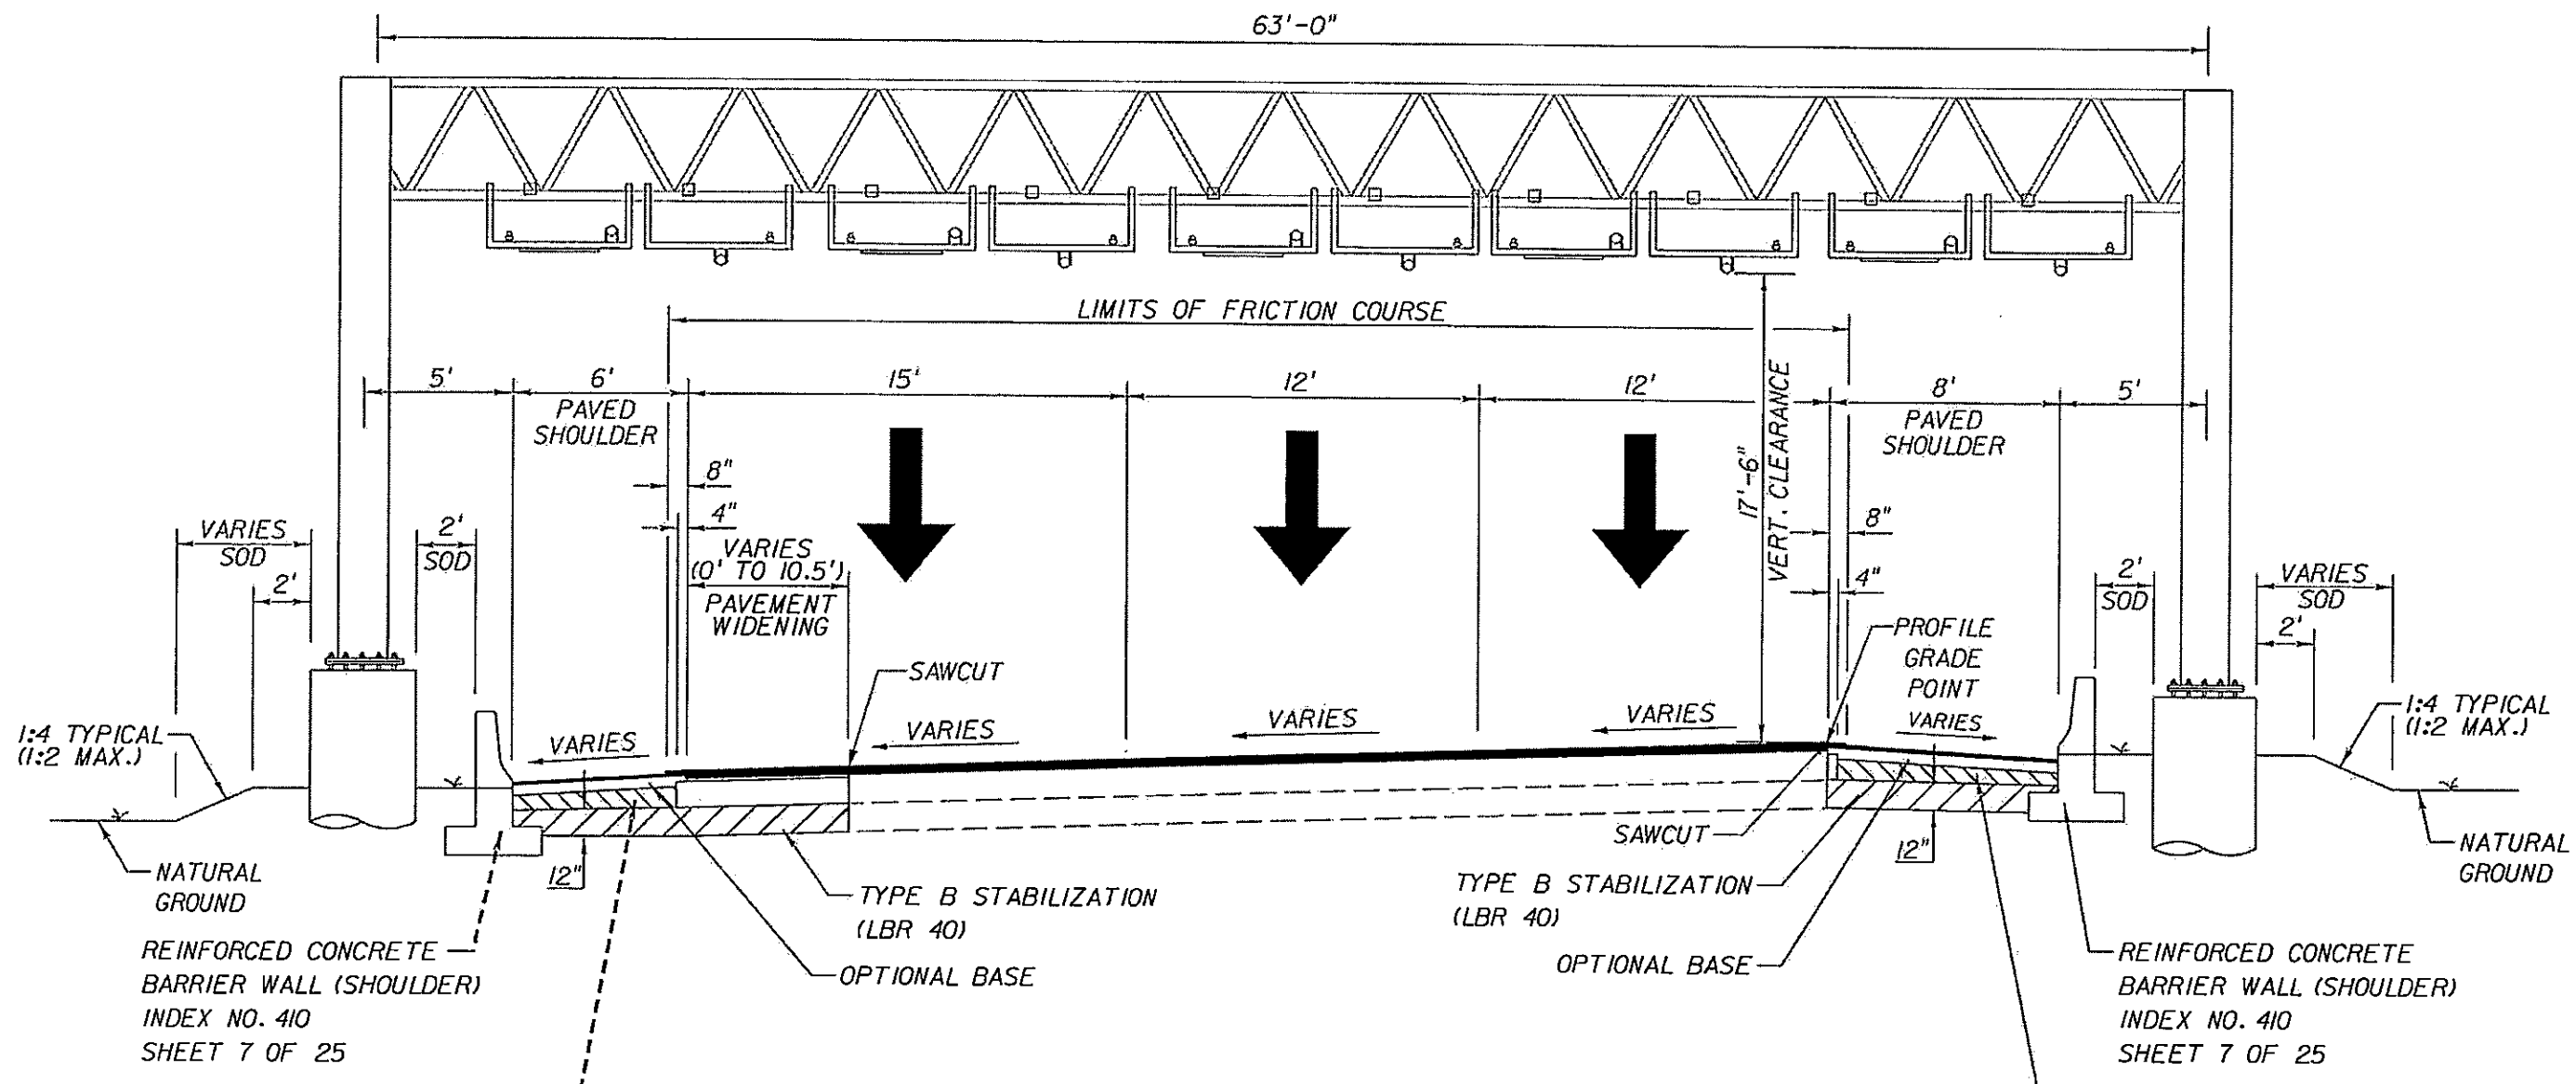 63'-0"
LIMITS OF FRICTION COURSE
5'
6'
15'
12'
12'
8'
5'
PAVED
SHOULDER
PAVED
SHOULDER
17'-6"
VERT. CLEARANCE
8"
4"
8"
4"
VARIES
SOD
2'
2'
SOD
VARIES
(0' TO 10.5')
PAVEMENT
WIDENING
2'
SOD
VARIES
SOD
2'
SAWCUT
PROFILE
GRADE
POINT
VARIES
VARIES
VARIES
VARIES
VARIES
1:4 TYPICAL
(1:2 MAX.)
1:4 TYPICAL
(1:2 MAX.)
NATURAL
GROUND
12"
TYPE B STABILIZATION
(LBR 40)
OPTIONAL BASE
SAWCUT
TYPE B STABILIZATION
(LBR 40)
OPTIONAL BASE
12"
NATURAL
GROUND
REINFORCED CONCRETE
BARRIER WALL (SHOULDER)
INDEX NO. 410
SHEET 7 OF 25
REINFORCED CONCRETE
BARRIER WALL (SHOULDER)
INDEX NO. 410
SHEET 7 OF 25